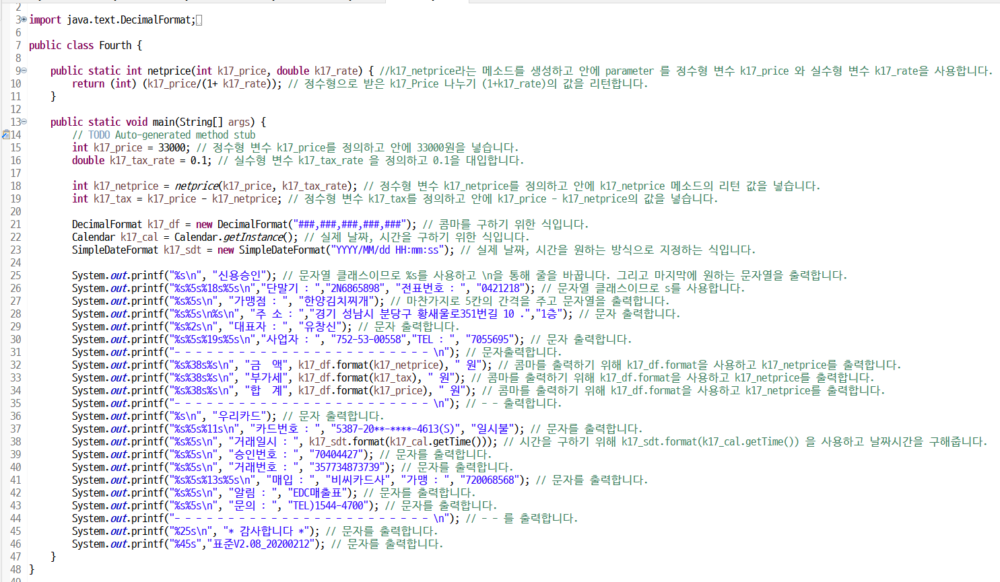 2
3 import java.text.DecimalFormat;
6
7 public class Fourth {
8
9 public static int netprice(int k17_price, double k17_rate) { //k17_netprice라는 메소드를 생성하고 안에 parameter 를 정수형 변수 k17_price 와 실수형 변수 k17_rate을 사용합니다.
10 return (int) (k17_price/(1+ k17_rate)); // 정수형으로 받은 k17_Price 나누기 (1+k17_rate)의 값을 리턴합니다.
11 }
12
13 public static void main(String[] args) {
14 // TODO Auto-generated method stub
15 int k17_price = 33000; // 정수형 변수 k17_price를 정의하고 안에 33000원을 넣습니다.
16 double k17_tax_rate = 0.1; // 실수형 변수 k17_tax_rate 을 정의하고 0.1을 대입합니다.
17
18 int k17_netprice = netprice(k17_price, k17_tax_rate); // 정수형 변수 k17_netprice를 정의하고 안에 k17_netprice 메소드의 리턴 값을 넣습니다.
19 int k17_tax = k17_price - k17_netprice; // 정수형 변수 k17_tax를 정의하고 안에 k17_price - k17_netprice의 값을 넣습니다.
20
21 DecimalFormat k17_df = new DecimalFormat("###,###,###,###,###"); // 콤마를 구하기 위한 식입니다.
22 Calendar k17_cal = Calendar.getInstance(); // 실제 날짜, 시간을 구하기 위한 식입니다.
23 SimpleDateFormat k17_sdt = new SimpleDateFormat("YYYY/MM/dd HH:mm:ss"); // 실제 날짜, 시간을 원하는 방식으로 지정하는 식입니다.
24
25 System.out.printf("%s\n", "신용승인"); // 문자열 클래스이므로 %s를 사용하고 \n을 통해 줄을 바꿉니다. 그리고 마지막에 원하는 문자열을 출력합니다.
26 System.out.printf("%s%5s%18s%5s\n","단말기 : ","2N6865898", "전표번호 : ", "0421218"); // 문자열 클래스이므로 s를 사용합니다.
27 System.out.printf("%s%5s\n", "가맹점 : ", "한양김치찌개"); // 마찬가지로 5칸의 간격을 주고 문자열을 출력합니다.
28 System.out.printf("%s%5s\n%s\n", "주 소 : ","경기 성남시 분당구 황새울로351번길 10 .","1층"); // 문자 출력합니다.
29 System.out.printf("%s%2s\n", "대표자 : ", "유창신"); // 문자 출력합니다.
30 System.out.printf("%s%5s%19s%5s\n","사업자 : ", "752-53-00558","TEL : ", "7055695"); // 문자 출력합니다.
31 System.out.printf("- - - - - - - - - - - - - - - - - - - - - - - - \n"); // 문자출력합니다.
32 System.out.printf("%s%38s%s\n", "금  액", k17_df.format(k17_netprice), " 원"); // 콤마를 출력하기 위해 k17_df.format을 사용하고 k17_netprice를 출력합니다.
33 System.out.printf("%s%38s%s\n", "부가세", k17_df.format(k17_tax), " 원"); // 콤마를 출력하기 위해 k17_df.format을 사용하고 k17_netprice를 출력합니다.
34 System.out.printf("%s%38s%s\n", "합  계", k17_df.format(k17_price), " 원"); // 콤마를 출력하기 위해 k17_df.format을 사용하고 k17_netprice를 출력합니다.
35 System.out.printf("- - - - - - - - - - - - - - - - - - - - - - - - \n"); // - - 출력합니다.
36 System.out.printf("%s\n", "우리카드"); // 문자 출력합니다.
37 System.out.printf("%s%5s%11s\n", "카드번호 : ", "5387-20**-****-4613(S)", "일시불"); // 문자를 출력합니다.
38 System.out.printf("%s%5s\n", "거래일시 : ", k17_sdt.format(k17_cal.getTime())); // 시간을 구하기 위해 k17_sdt.format(k17_cal.getTime()) 을 사용하고 날짜시간을 구해줍니다.
39 System.out.printf("%s%5s\n", "승인번호 : ", "70404427"); // 문자를 출력합니다.
40 System.out.printf("%s%5s\n", "거래번호 : ", "357734873739"); // 문자를 출력합니다.
41 System.out.printf("%s%5s%13s%5s\n", "매입 : ", "비씨카드사", "가맹 : ", "720068568"); // 문자를 출력합니다.
42 System.out.printf("%s%5s\n", "알림 : ", "EDC매출표"); // 문자를 출력합니다.
43 System.out.printf("%s%5s\n", "문의 : ", "TEL)1544-4700"); // 문자를 출력합니다.
44 System.out.printf("- - - - - - - - - - - - - - - - - - - - - - - - \n"); // - - 를 출력합니다.
45 System.out.printf("%25s\n", "* 감사합니다 *"); // 문자를 출력합니다.
46 System.out.printf("%45s","표준V2.08_20200212"); // 문자를 출력합니다.
47 }
48 }